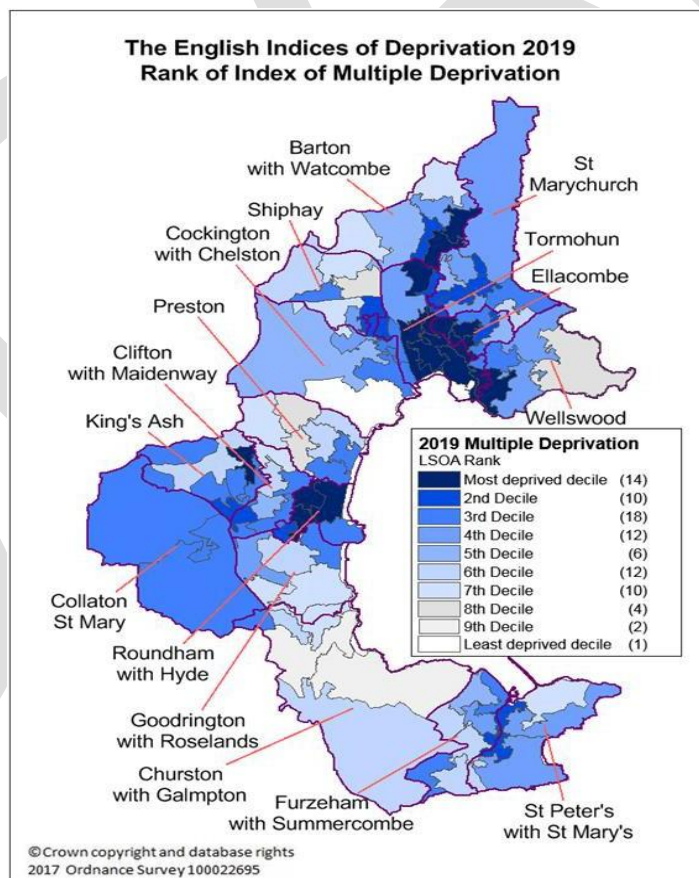 The English Indices of Deprivation 2019
Rank of Index of Multiple Deprivation
Barton
with Watcombe
St
Marychurch
Shiphay
Cockington
with Chelston
Tormohun
Ellacombe
Preston
Clifton
with Maidenway
King's Ash
Wellswood
2019 Multiple Deprivation
LSOA Rank
Most deprived decile (14)
2nd Decile (10)
3rd Decile (18)
4th Decile (12)
5th Decile (6)
6th Decile (12)
7th Decile (10)
8th Decile (4)
9th Decile (2)
Least deprived decile (1)
Collaton
St Mary
Roundham
with Hyde
Goodrington
with Roselands
Churston
with Galmpton
Furzeham
with Summercombe
St Peter's
with St Mary's
©Crown copyright and database rights
2017 Ordnance Survey 100022695